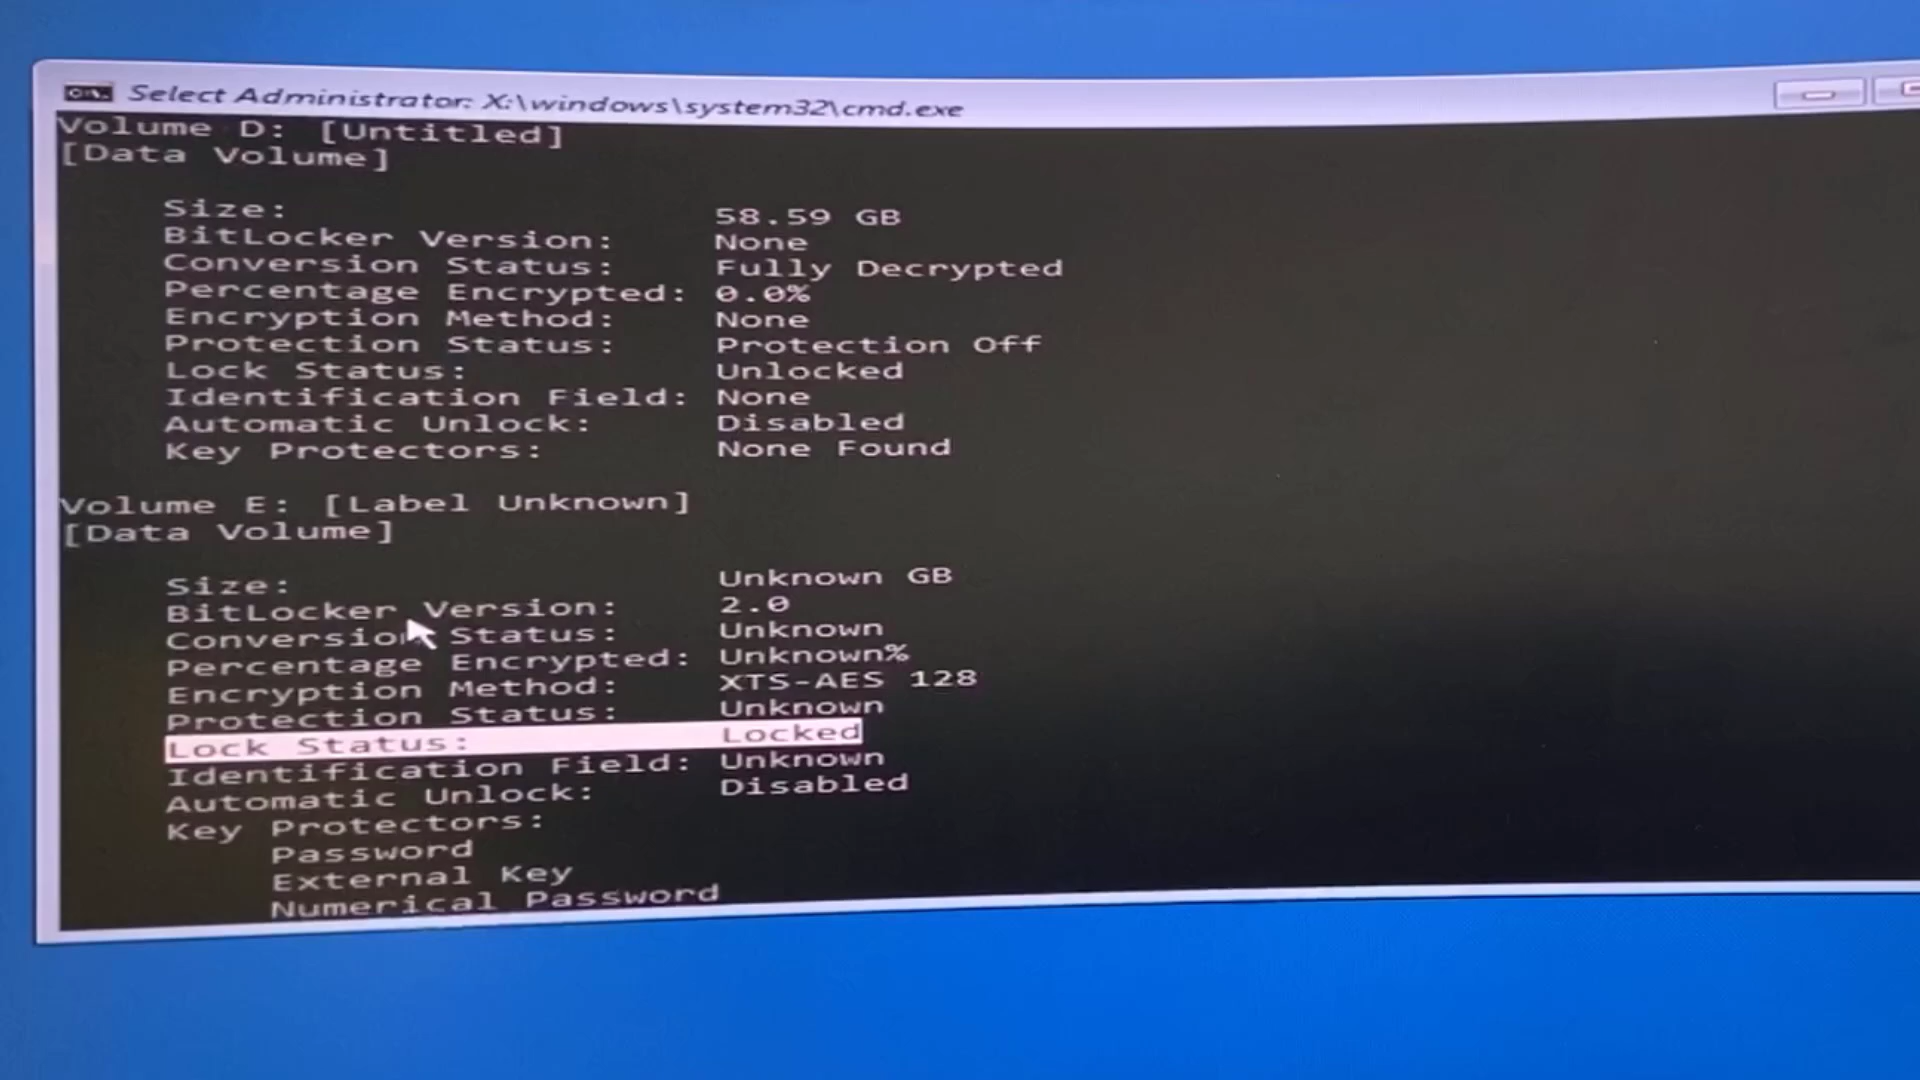 Select Administrator: X:\windows\system32\cmd.exe
Volume D: [Untitled]
[Data Volume]
Size: 58.59 GB
BitLocker Version: None
Conversion Status: Fully Decrypted
Percentage Encrypted: 0.0%
Encryption Method: None
Protection Status: Protection Off
Lock Status: Unlocked
Identification Field: None
Automatic Unlock: Disabled
Key Protectors: None Found
Volume E: [Label Unknown]
[Data Volume]
Size: Unknown GB
BitLocker Version: 2.0
Conversion Status: Unknown
Percentage Encrypted: Unknown%
Encryption Method: XTS-AES 128
Protection Status: Unknown
Lock Status: Locked
Identification Field: Unknown
Automatic Unlock: Disabled
Key Protectors:
Password
External Key
Numerical Password